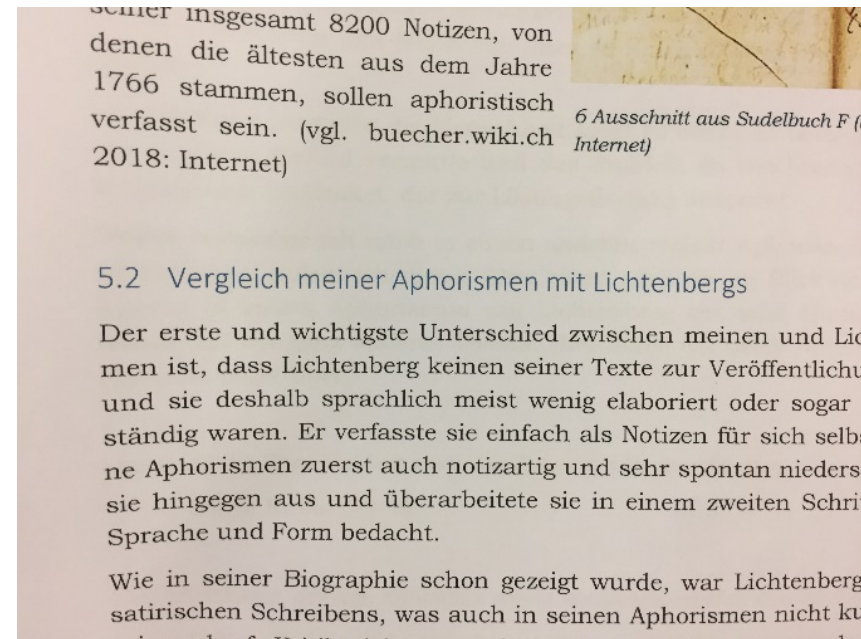 seiner insgesamt 8200 Notizen, von
denen die ältesten aus dem Jahre
1766 stammen, sollen aphoristisch
verfasst sein. (vgl. buecher.wiki.ch
2018: Internet)
6 Ausschnitt aus Sudelbuch F
Internet)
5.2 Vergleich meiner Aphorismen mit Lichtenbergs
Der erste und wichtigste Unterschied zwischen meinen und
men ist, dass Lichtenberg keinen seiner Texte zur
und sie deshalb sprachlich meist wenig elaboriert oder sogar
ständig waren. Er verfasste sie einfach als Notizen für sich
ne Aphorismen zuerst auch notizartig und sehr spontan
sie hingegen aus und überarbeitete sie in einem zweiten
Sprache und Form bedacht.
Wie in seiner Biographie schon gezeigt wurde, war Lichtenberg
satirischen Schreibens, was auch in seinen Aphorismen nicht